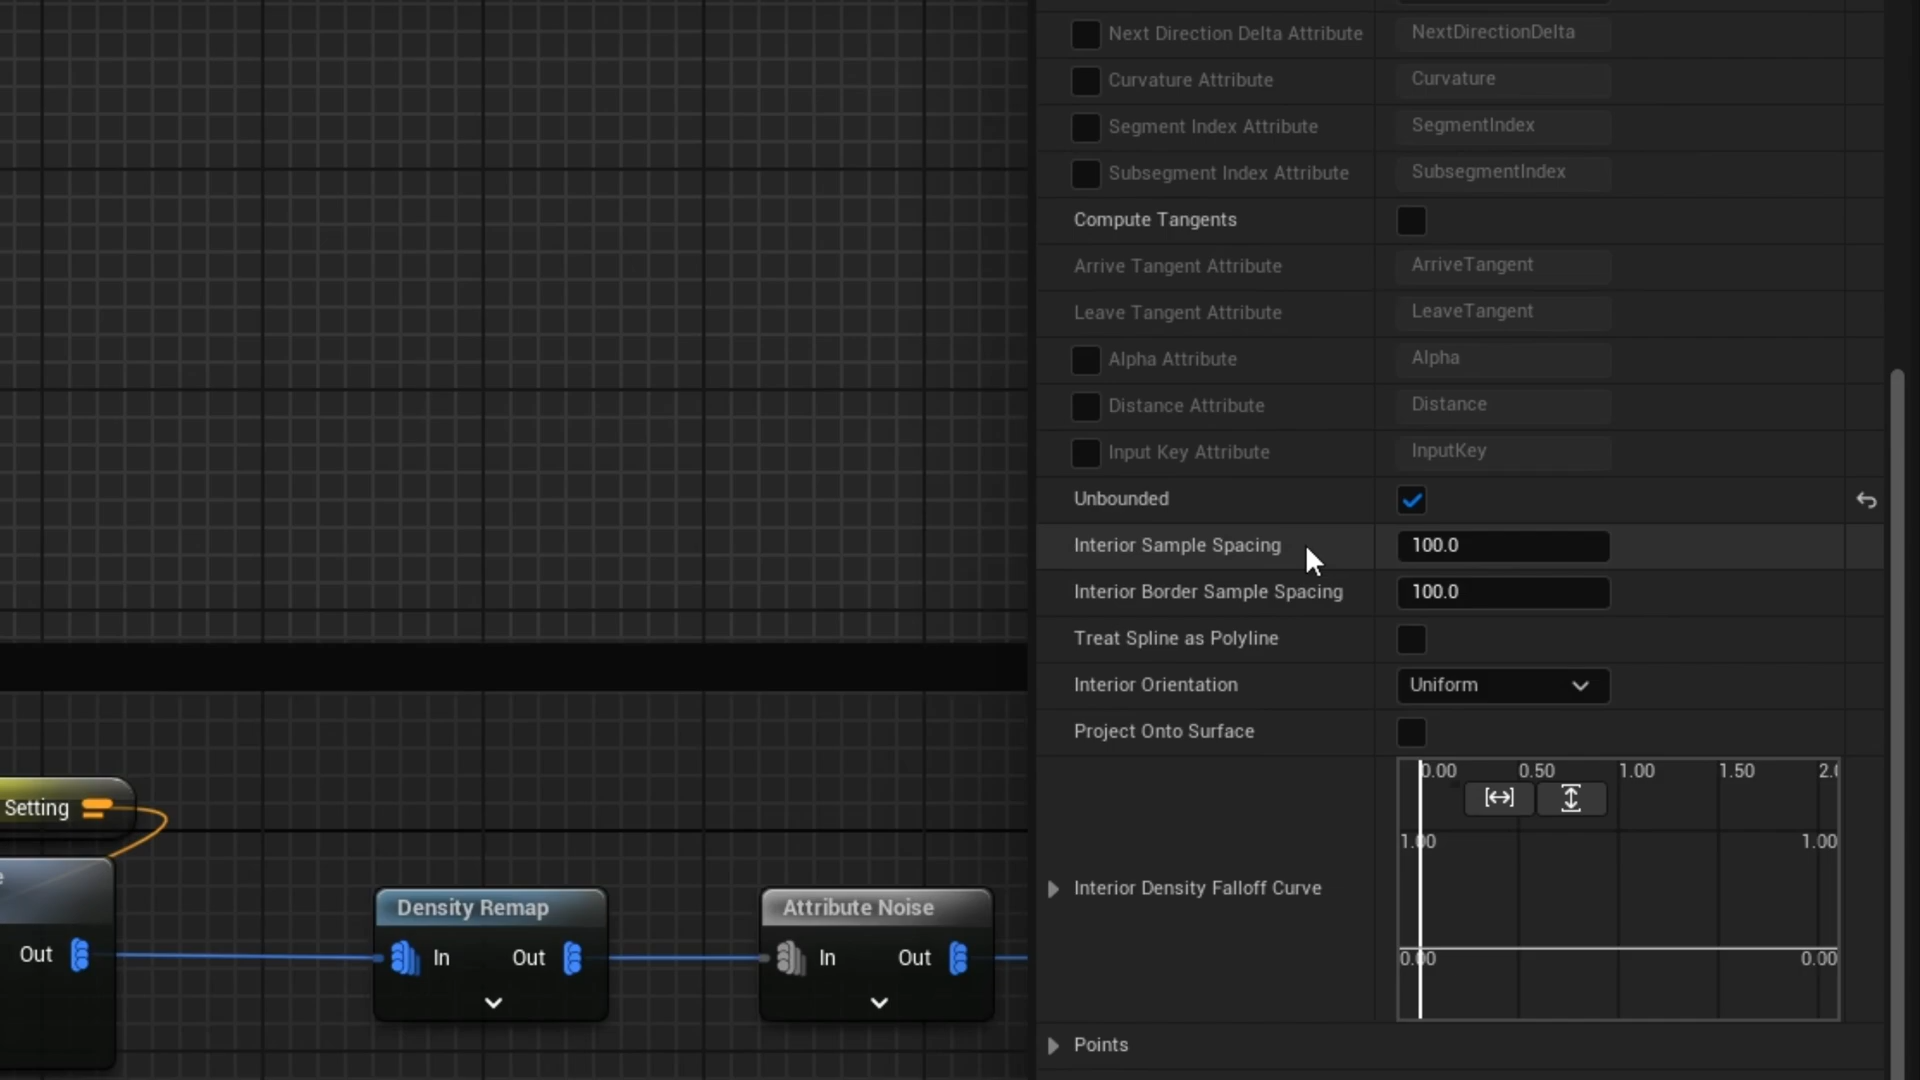 Next Direction Delta Attribute NextDirectionDelta
Curvature Attribute Curvature
Segment Index Attribute SegmentIndex
Subsegment Index Attribute SubsegmentIndex
Compute Tangents
Arrive Tangent Attribute ArriveTangent
Leave Tangent Attribute LeaveTangent
Alpha Attribute Alpha
Distance Attribute Distance
Input Key Attribute InputKey
Unbounded
Interior Sample Spacing 100.0
Interior Border Sample Spacing 100.0
Treat Spline as Polyline
Interior Orientation Uniform
Project Onto Surface
0.00 0.50 1.00 1.50
1.00 1.00
Interior Density Falloff Curve
0.00 0.00
Points
Setting
Out
Density Remap
In Out
Attribute Noise
In Out